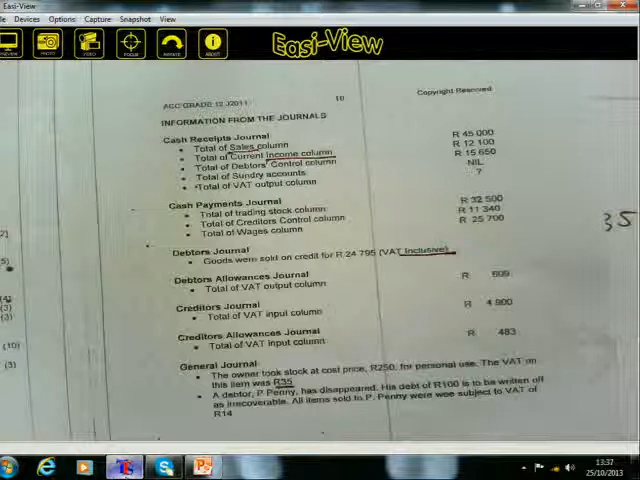 Easi-View
Devices Options Capture Snapshot View
PHOTO VIDEO FOCUS ROTATE ABOUT
Easi-View
ACC GRADE 12 J2011 10 Copyright Reserved
INFORMATION FROM THE JOURNALS
Cash Receipts Journal
• Total of Sales column R 45 000
• Total of Current Income column R 12 100
• Total of Debtors' Control column R 15 650
• Total of Sundry accounts NIL
• Total of VAT output column ?
Cash Payments Journal
• Total of trading stock column R 32 500
• Total of Creditors Control column R 11 340
• Total of Wages column R 25 700
35
Debtors Journal
• Goods were sold on credit for R 24 795 (VAT Inclusive)
Debtors Allowances Journal
• Total of VAT output column R 609
Creditors Journal
• Total of VAT input column R 4 900
Creditors Allowances Journal
• Total of VAT input column R 483
General Journal
• The owner took stock at cost price, R250, for personal use. The VAT on
this item was R35
• A debtor, P Penny, has disappeared. His debt of R100 is to be written off
as irrecoverable. All items sold to P. Penny were subject to VAT of
R14
(4)
(3)
(3)
(10)
(3)
13:37
25/10/2013